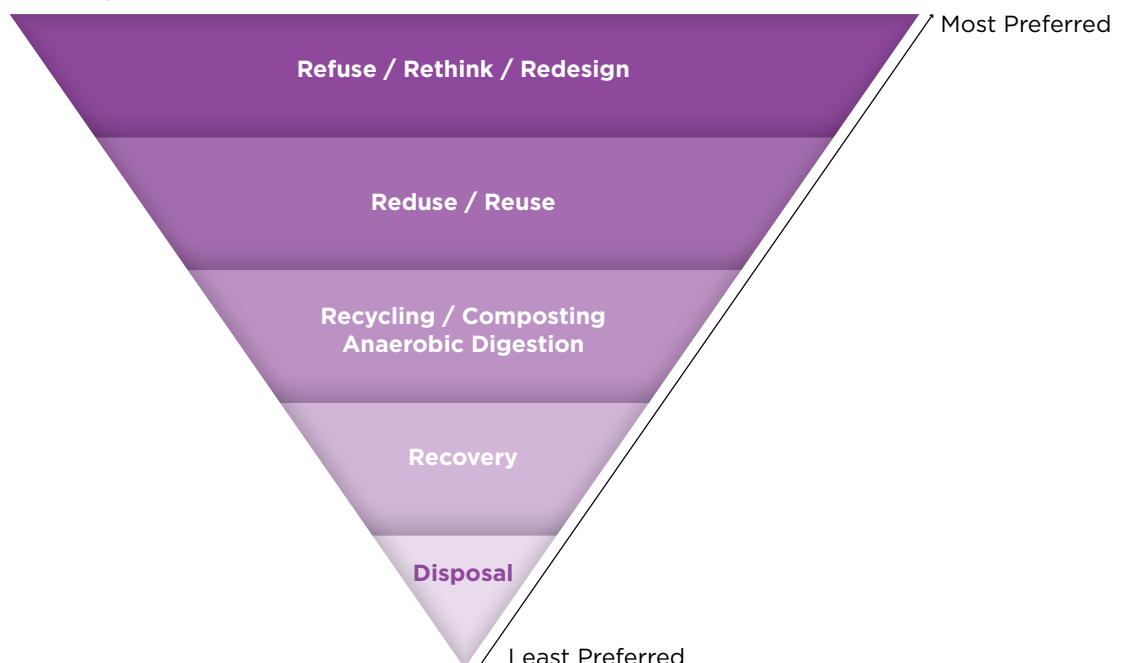 Most Preferred
Refuse / Rethink / Redesign
Reduse / Reuse
Recycling / Composting
Anaerobic Digestion
Recovery
Disposal
Least Preferred